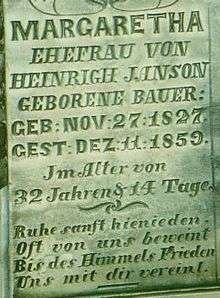 MARGARETHA
EHEFRAU VON
HEINRIGH JANSON
GEBORENE BAUER:
GEB: NOV: 27: 1827.
GEST: DEZ, 11: 1859.
Im Alter von
32 Jahren & 14 Tage.
Ruhe sanft hienieden.
Oft von uns beweint
Bis des Himmels Frieden
Uns mit dir vereint.